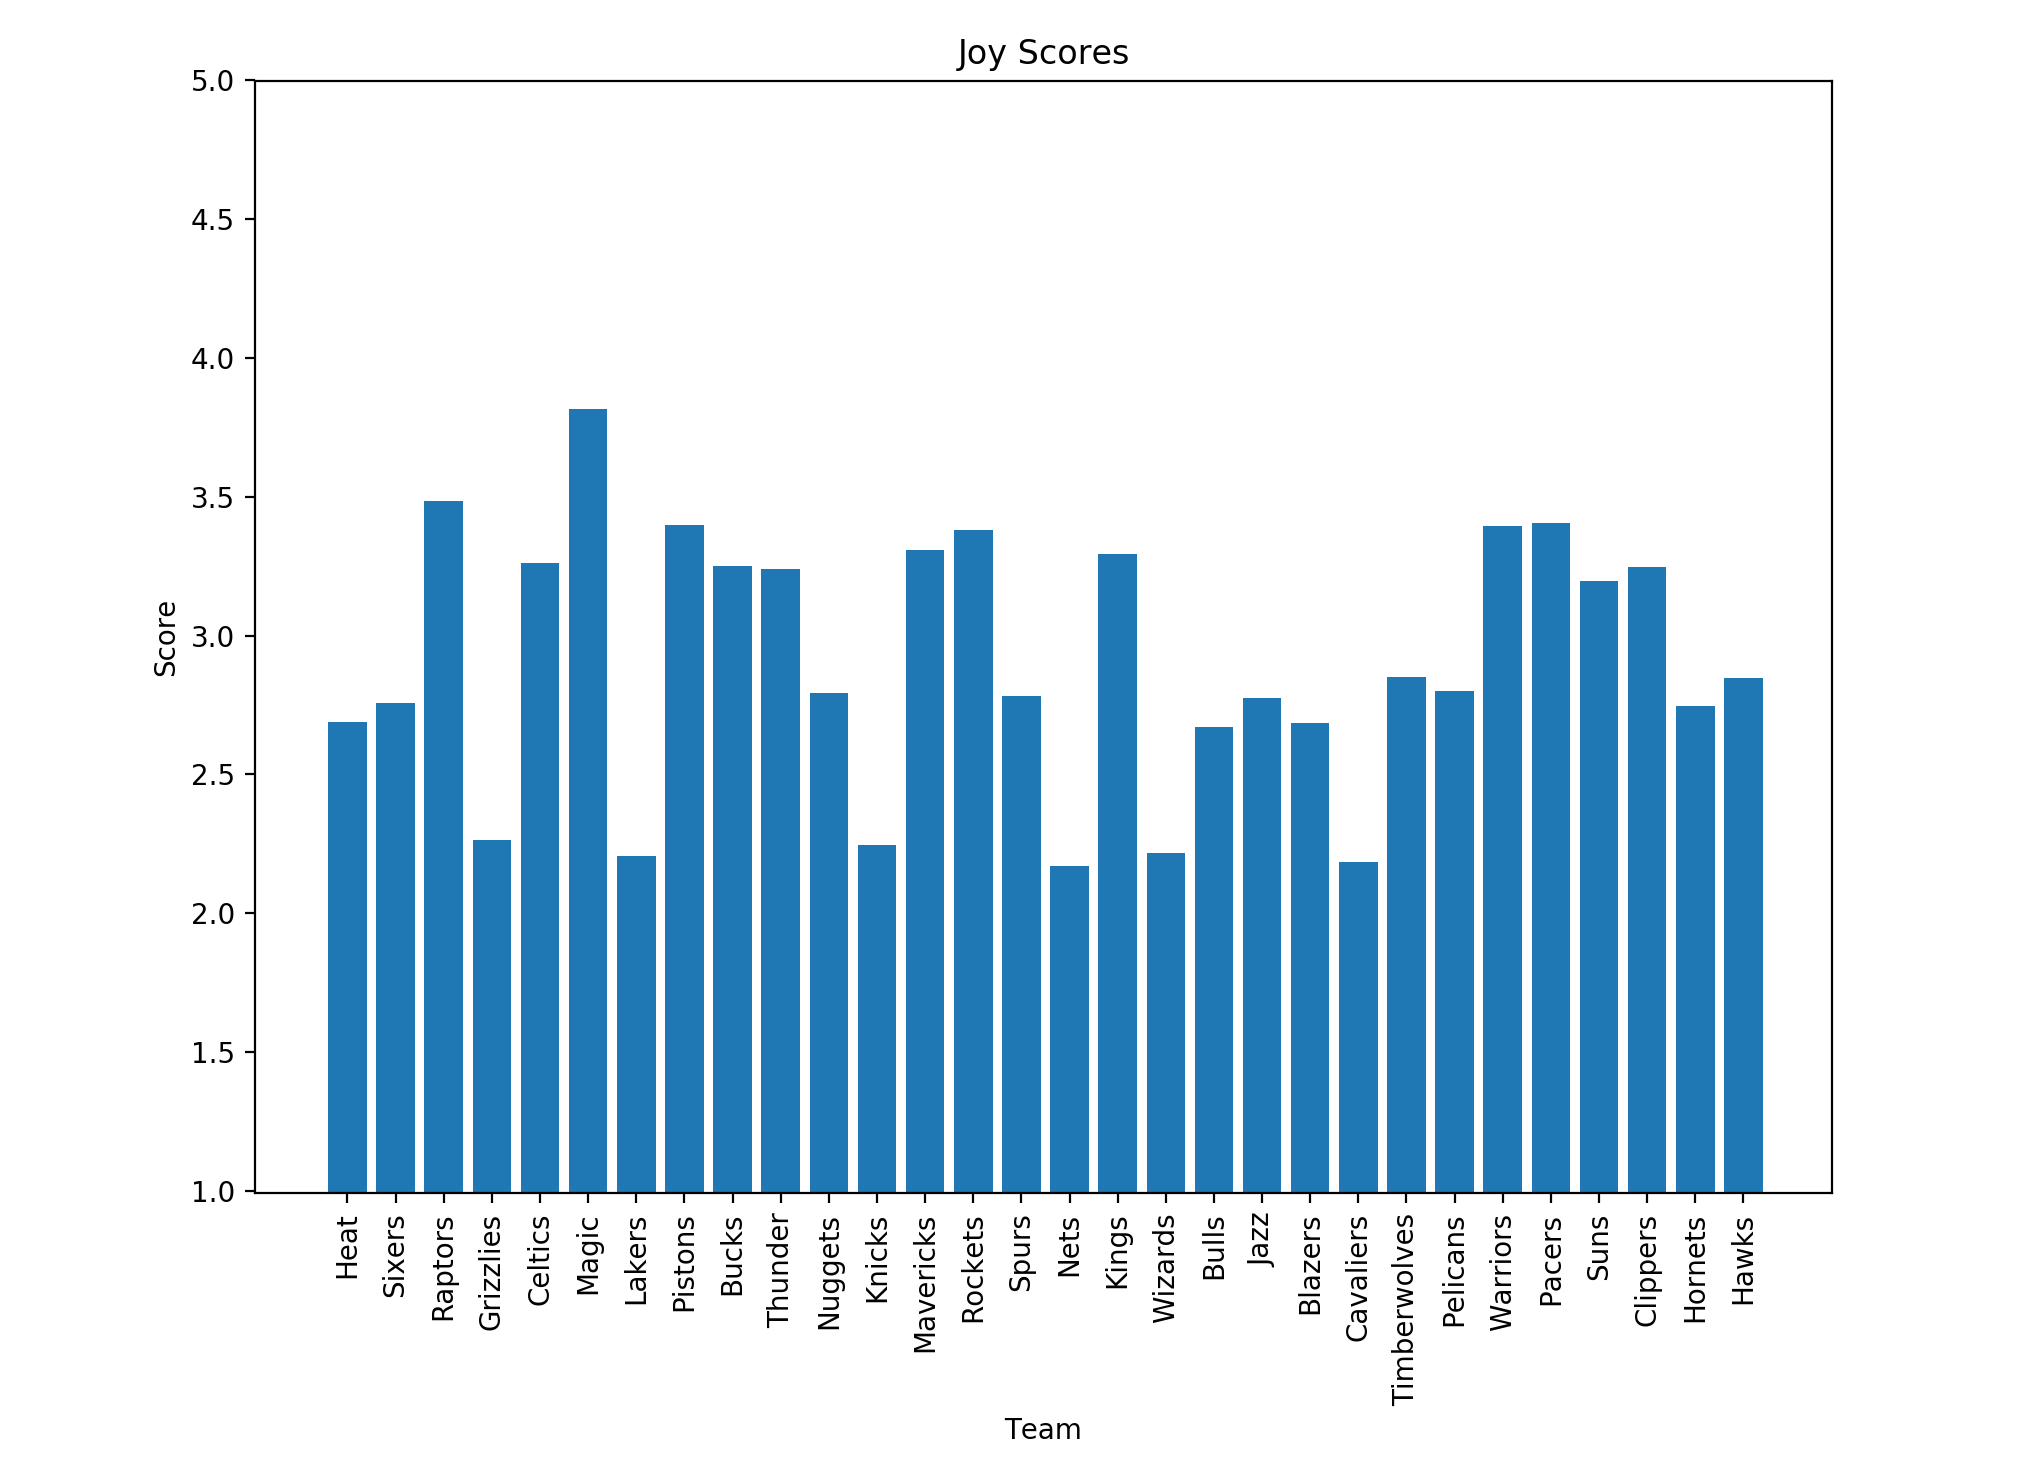 Joy Scores
5.0
4.5
4.0
3.5
3.0
2.5
2.0
1.5
1.0
Score
Heat
Sixers
Raptors
Grizzlies
Celtics
Magic
Lakers
Pistons
Bucks
Thunder
Nuggets
Knicks
Mavericks
Rockets
Spurs
Nets
Kings
Wizards
Bulls
Jazz
Blazers
Cavaliers
Timberwolves
Pelicans
Warriors
Pacers
Suns
Clippers
Hornets
Hawks
Team